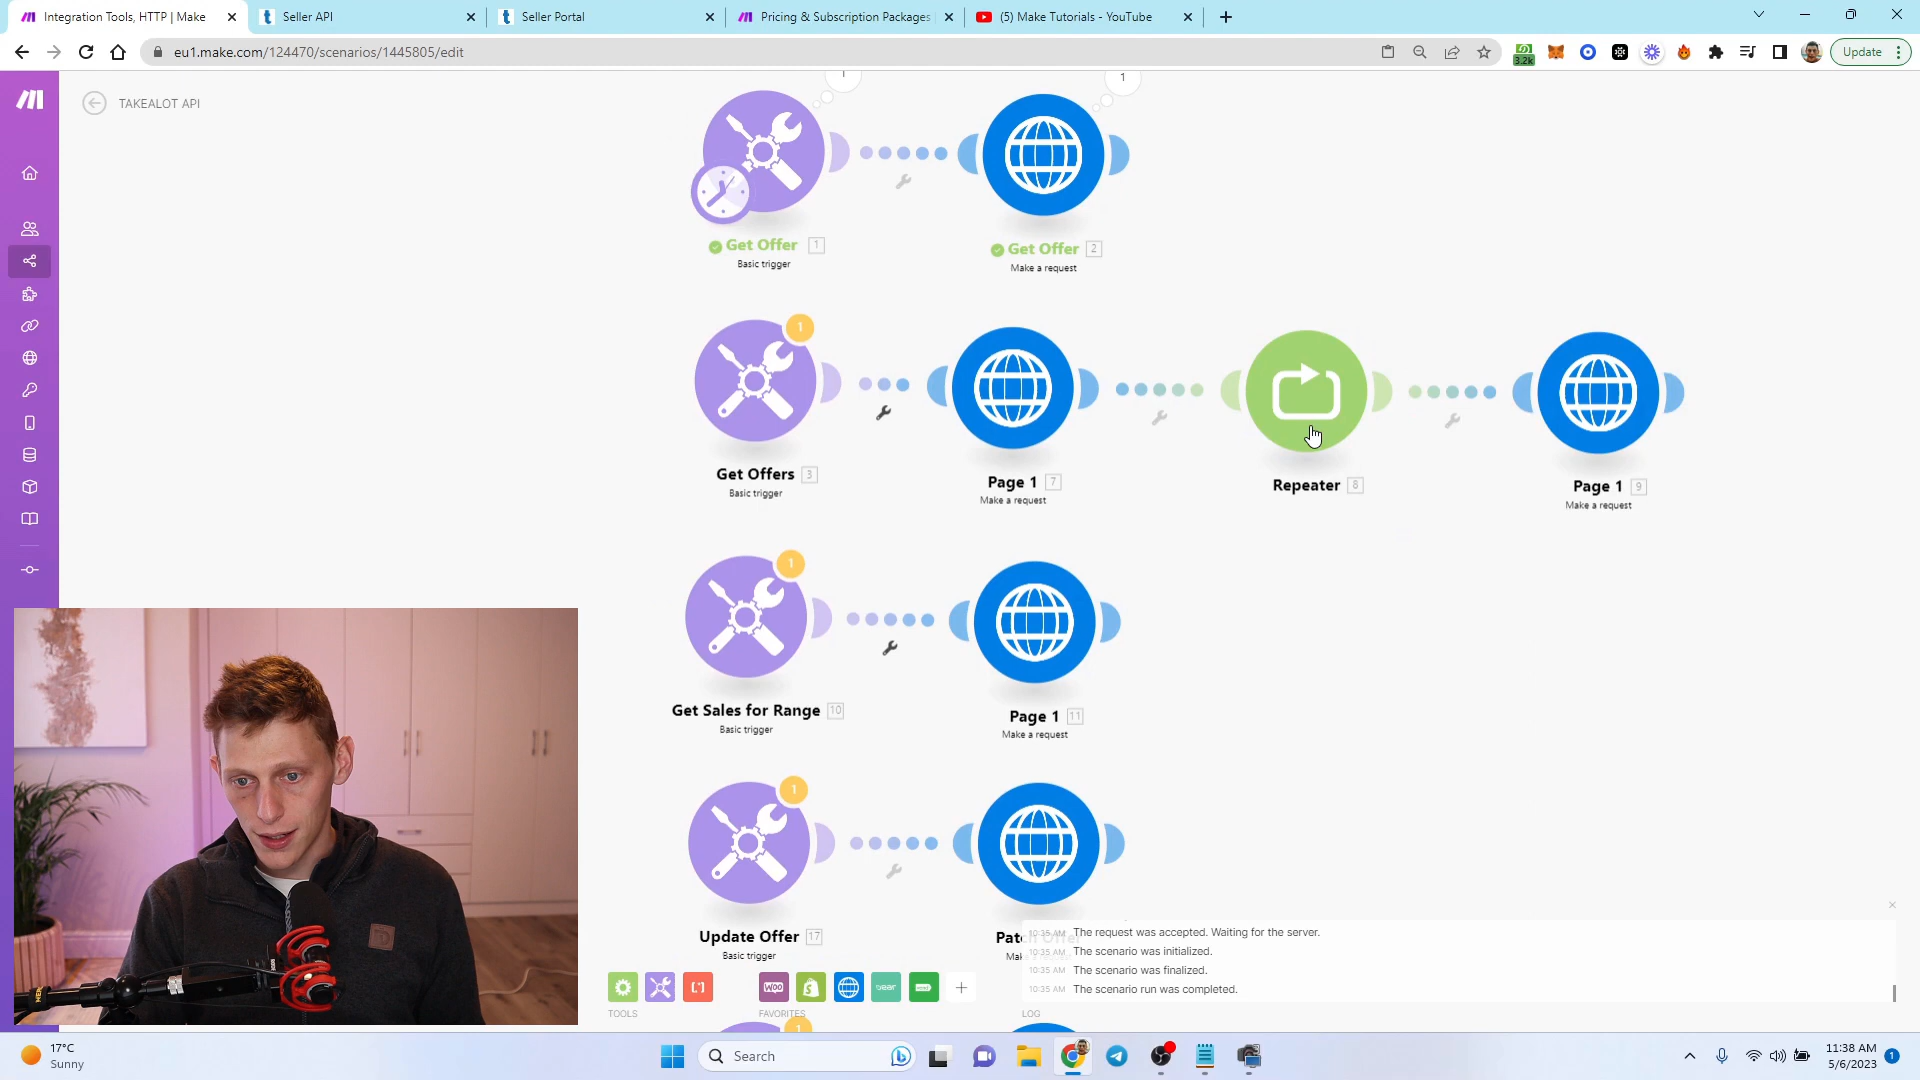 Integration Tools, HTTP | Make
Seller API
Seller Portal
Pricing & Subscription Packages
(5) Make Tutorials - YouTube
eu1.make.com/124470/scenarios/1445805/edit
3.2k
Update
TAKEALOT API
1
1
Get Offer 1
Basic trigger
Get Offer 2
Make a request
1
Get Offers 3
Basic trigger
Page 1 7
Make a request
Repeater 8
Page 1 9
Make a request
1
Get Sales for Range 10
Basic trigger
Page 1 11
Make a request
1
Update Offer 17
Basic trigger
10:35 AM The request was accepted. Waiting for the server.
10:35 AM The scenario was initialized.
10:35 AM The scenario was finalized.
10:35 AM The scenario run was completed.
WOO
TOOLS
FAVORITES
LOG
1
17°C
Sunny
Search
11:38 AM
5/6/2023
1